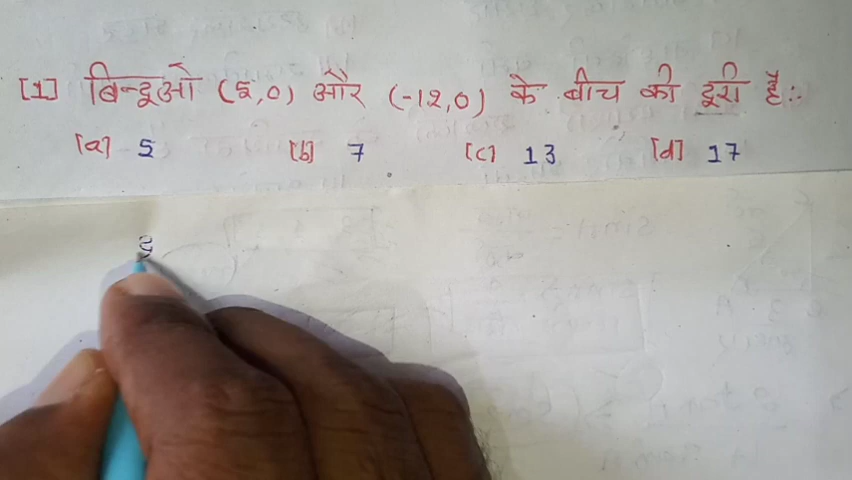 [1] बिन्दूओं (5,0) और (-12,0) के बीच की दूरी है:-
[a] 5 [b] 7 [c] 13 [d] 17